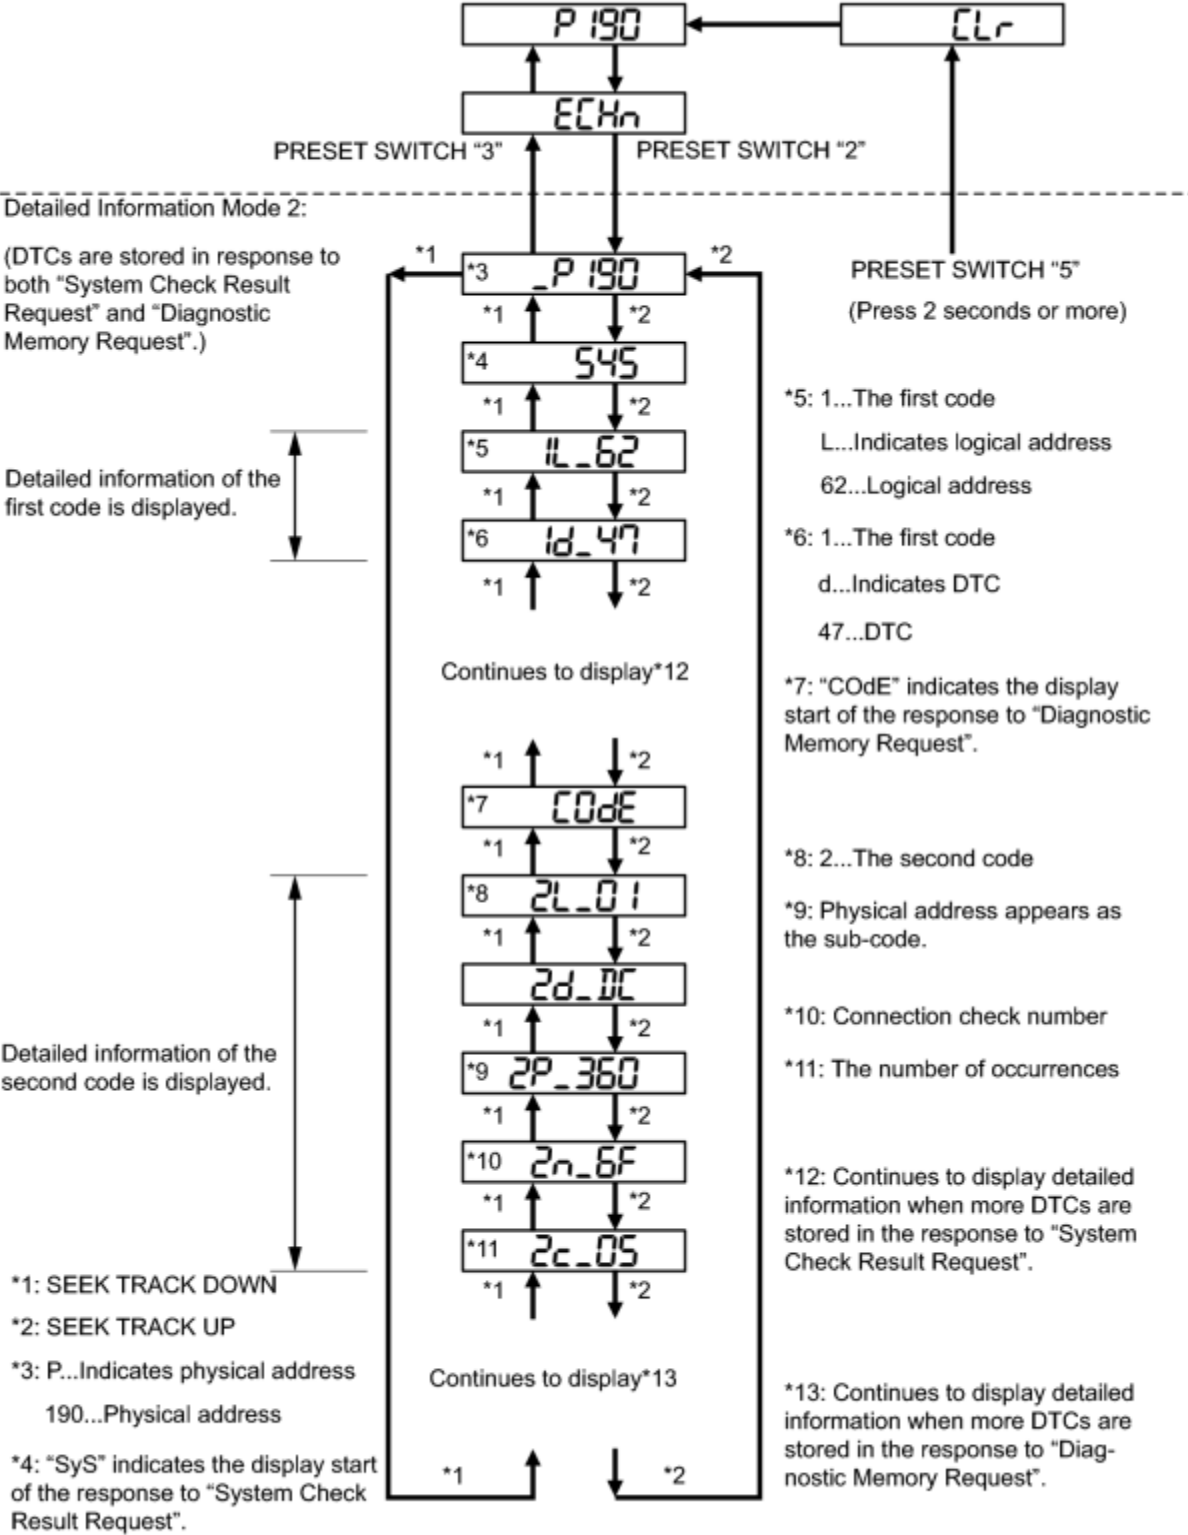 P190
CLr
ECHn
PRESET SWITCH “3”
PRESET SWITCH “2”
Detailed Information Mode 2:
(DTCs are stored in response to
both “System Check Result
Request” and “Diagnostic
Memory Request”.)
*1
*3 _P190
*2
PRESET SWITCH “5”
(Press 2 seconds or more)
*1
*2
*4 SYS
*1
*2
*5: 1...The first code
L...Indicates logical address
62...Logical address
Detailed information of the
first code is displayed.
*5 1L_62
*1
*2
*6 1d_47
*1
*2
*6: 1...The first code
d...Indicates DTC
47...DTC
Continues to display*12
*7: “COdE” indicates the display
start of the response to “Diagnostic
Memory Request”.
*1
*2
*7 COdE
*1
*2
*8: 2...The second code
*8 2L_01
*9: Physical address appears as
the sub-code.
*1
*2
2d_DC
*1
*2
*10: Connection check number
Detailed information of the
second code is displayed.
*9 2P_360
*11: The number of occurrences
*1
*2
*10 2n_6F
*1
*2
*12: Continues to display detailed
information when more DTCs are
stored in the response to “System
Check Result Request”.
*11 2c_05
*1
*2
*1: SEEK TRACK DOWN
*2: SEEK TRACK UP
*3: P...Indicates physical address
190...Physical address
*4: “SyS” indicates the display start
of the response to “System Check
Result Request”.
Continues to display*13
*1
*2
*13: Continues to display detailed
information when more DTCs are
stored in the response to “Diag-
nostic Memory Request”.